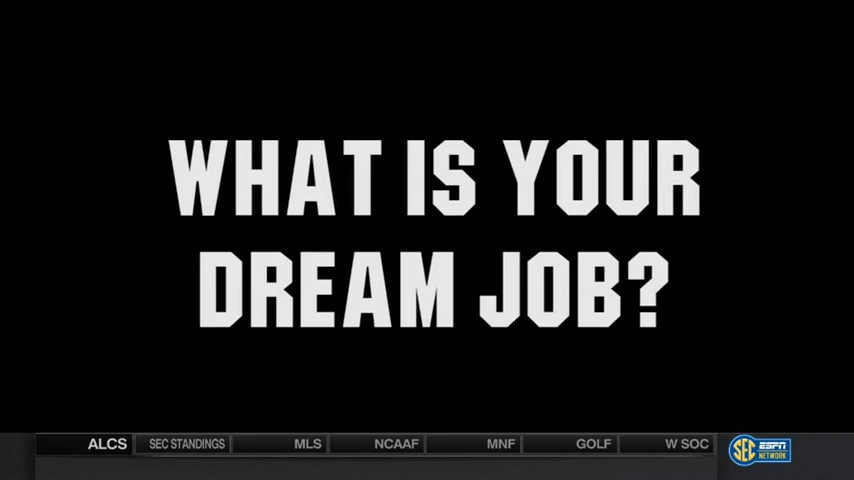 WHAT IS YOUR
DREAM JOB?
ALCS SEC STANDINGS MLS NCAAF MNF GOLF W SOC
SEC ESPN
NETWORK